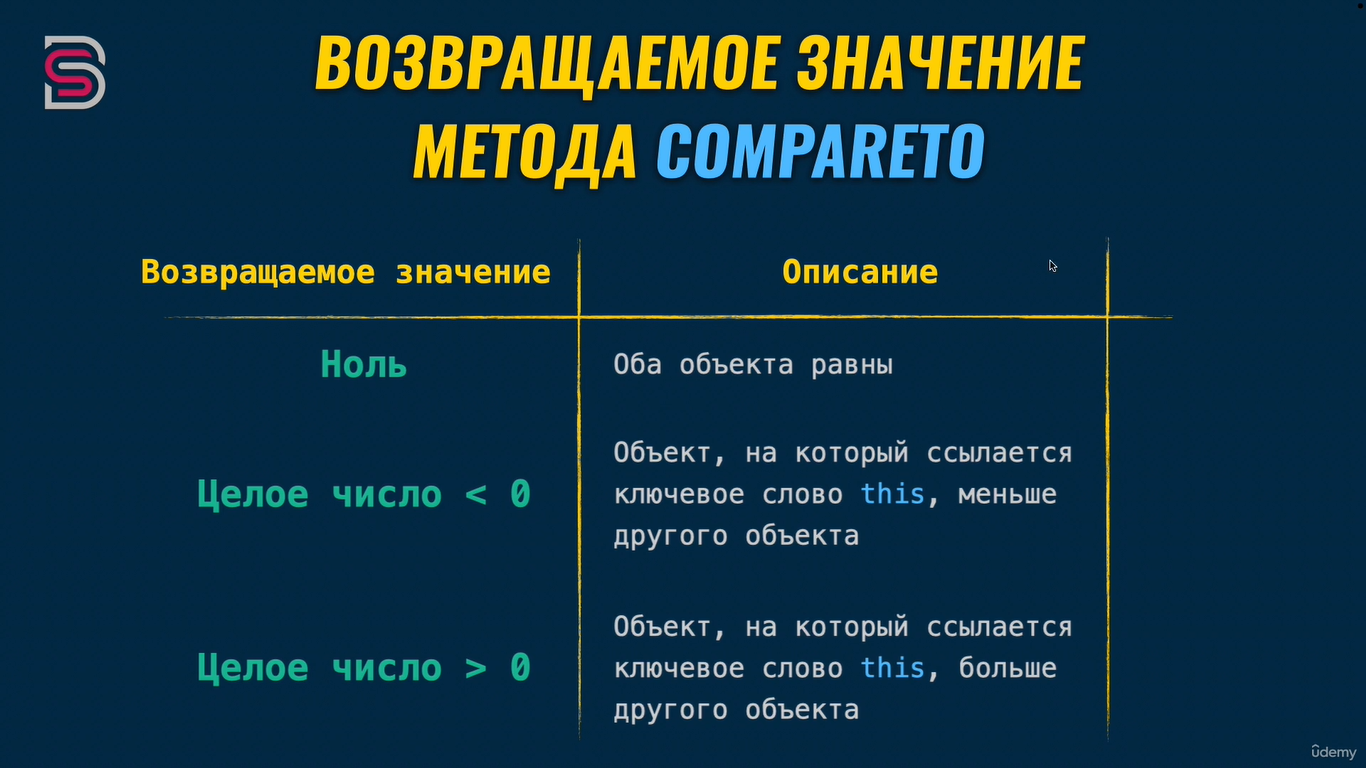 ВОЗВРАЩАЕМОЕ ЗНАЧЕНИЕ
МЕТОДА COMPARETO
Возвращаемое значение
Описание
Ноль
Оба объекта равны
Целое число < 0
Объект, на который ссылается
ключевое слово this, меньше
другого объекта
Целое число > 0
Объект, на который ссылается
ключевое слово this, больше
другого объекта
ûdemy